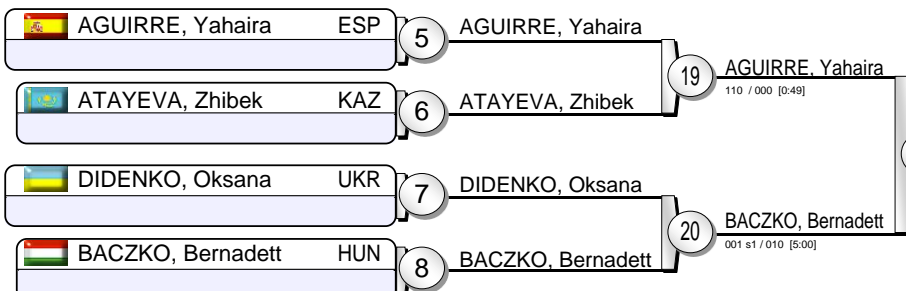 AGUIRRE, Yahaira ESP
5
AGUIRRE, Yahaira
19
AGUIRRE, Yahaira
110 / 000 [0:49]
ATAYEVA, Zhibek KAZ
6
ATAYEVA, Zhibek
DIDENKO, Oksana UKR
7
DIDENKO, Oksana
20
BACZKO, Bernadett
001 s1 / 010 [5:00]
BACZKO, Bernadett HUN
8
BACZKO, Bernadett